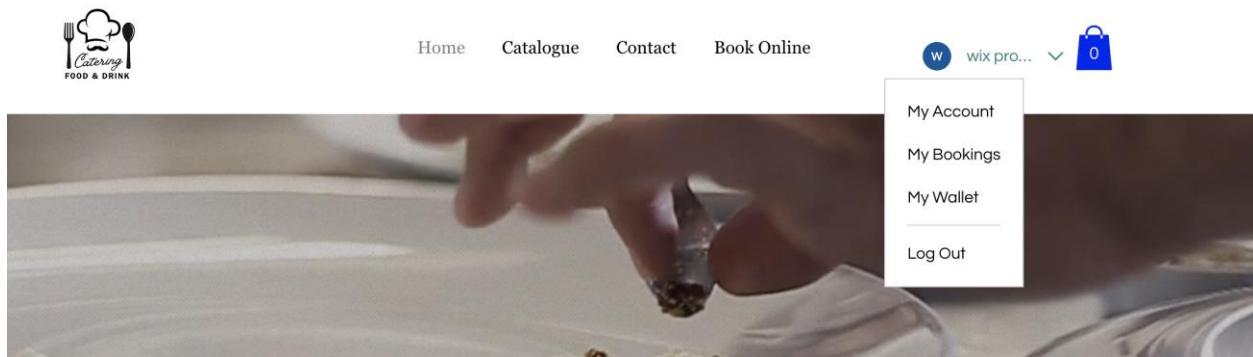 Catering
FOOD & DRINK
Home Catalogue Contact Book Online
W wix pro... 0
My Account
My Bookings
My Wallet
Log Out